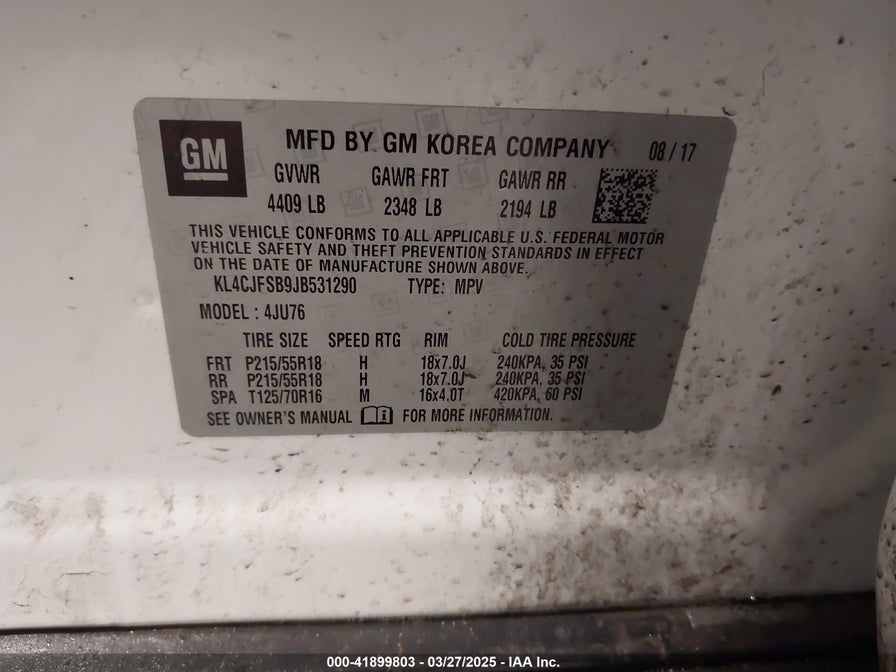 GM
MFD BY GM KOREA COMPANY 08 / 17
GVWR GAWR FRT GAWR RR
4409 LB 2348 LB 2194 LB
THIS VEHICLE CONFORMS TO ALL APPLICABLE U.S. FEDERAL MOTOR
VEHICLE SAFETY AND THEFT PREVENTION STANDARDS IN EFFECT
ON THE DATE OF MANUFACTURE SHOWN ABOVE.
KL4CJFSB9JB531290 TYPE: MPV
MODEL : 4JU76
TIRE SIZE SPEED RTG RIM COLD TIRE PRESSURE
FRT P215/55R18 H 18x7.0J 240KPA, 35 PSI
RR P215/55R18 H 18x7.0J 240KPA, 35 PSI
SPA T125/70R16 M 16x4.0T 420KPA, 60 PSI
SEE OWNER'S MANUAL i FOR MORE INFORMATION.
000-41899803 - 03/27/2025 - IAA Inc.